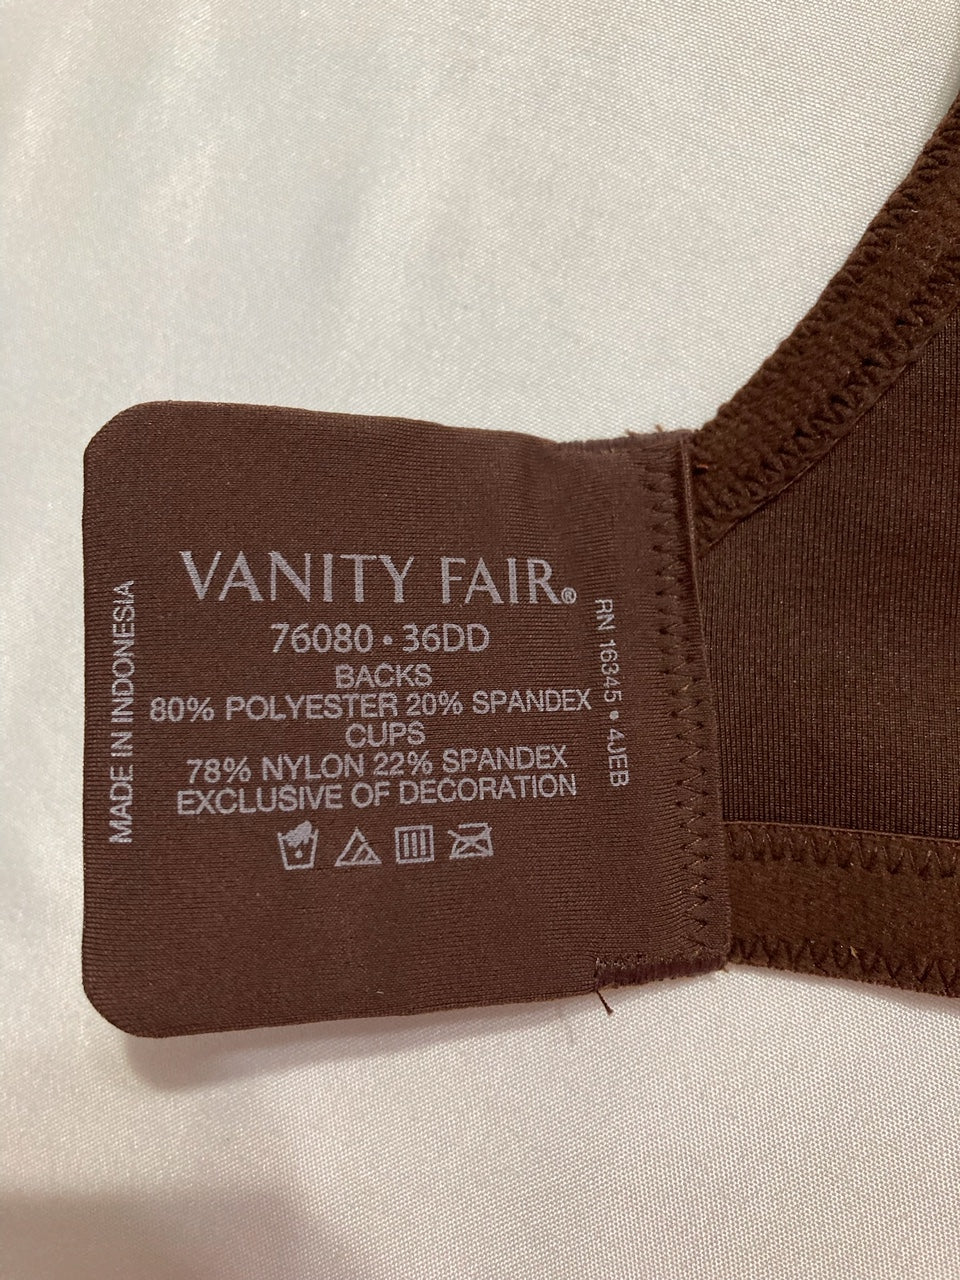 VANITY FAIR®
76080 • 36DD
BACKS
80% POLYESTER 20% SPANDEX
CUPS
78% NYLON 22% SPANDEX
EXCLUSIVE OF DECORATION
MADE IN INDONESIA
RN 16345 • 4JEB